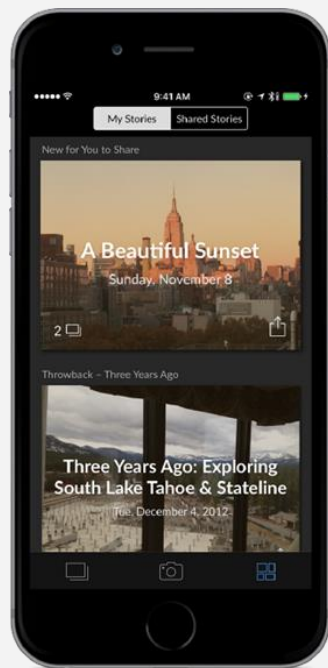 9:41 AM
My Stories Shared Stories
New for You to Share
A Beautiful Sunset
Sunday, November 8
2
Throwback – Three Years Ago
Three Years Ago: Exploring
South Lake Tahoe & Stateline
Tue, December 4, 2012